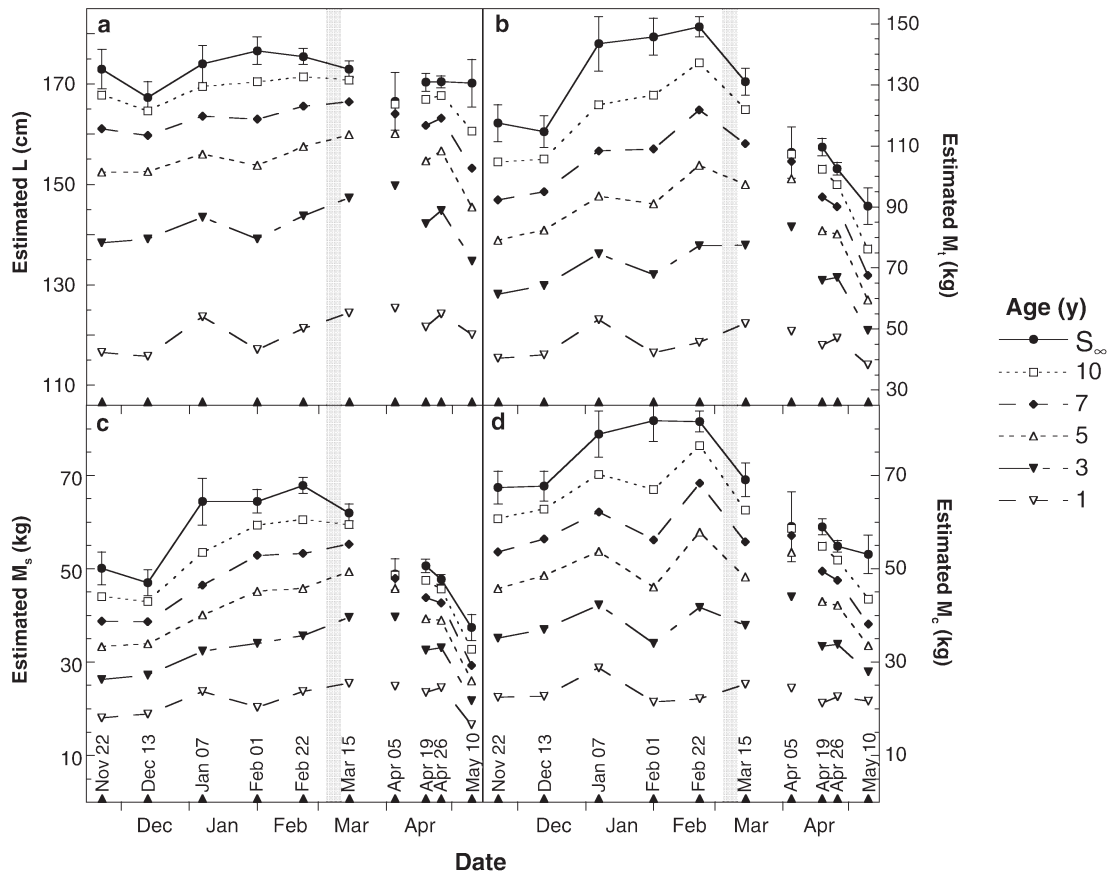 a
b
170
150
130
110
Estimated L (cm)
150
130
110
90
70
50
30
Estimated Mt (kg)
Age (y)
S∞
10
7
5
3
1
c
d
70
50
30
10
Estimated Ms (kg)
70
50
30
10
Estimated Mc (kg)
Nov 22
Dec 13
Jan 07
Feb 01
Feb 22
Mar 15
Apr 05
Apr 19
Apr 26
May 10
Nov 22
Dec 13
Jan 07
Feb 01
Feb 22
Mar 15
Apr 05
Apr 19
Apr 26
May 10
Dec Jan Feb Mar Apr
Dec Jan Feb Mar Apr
Date